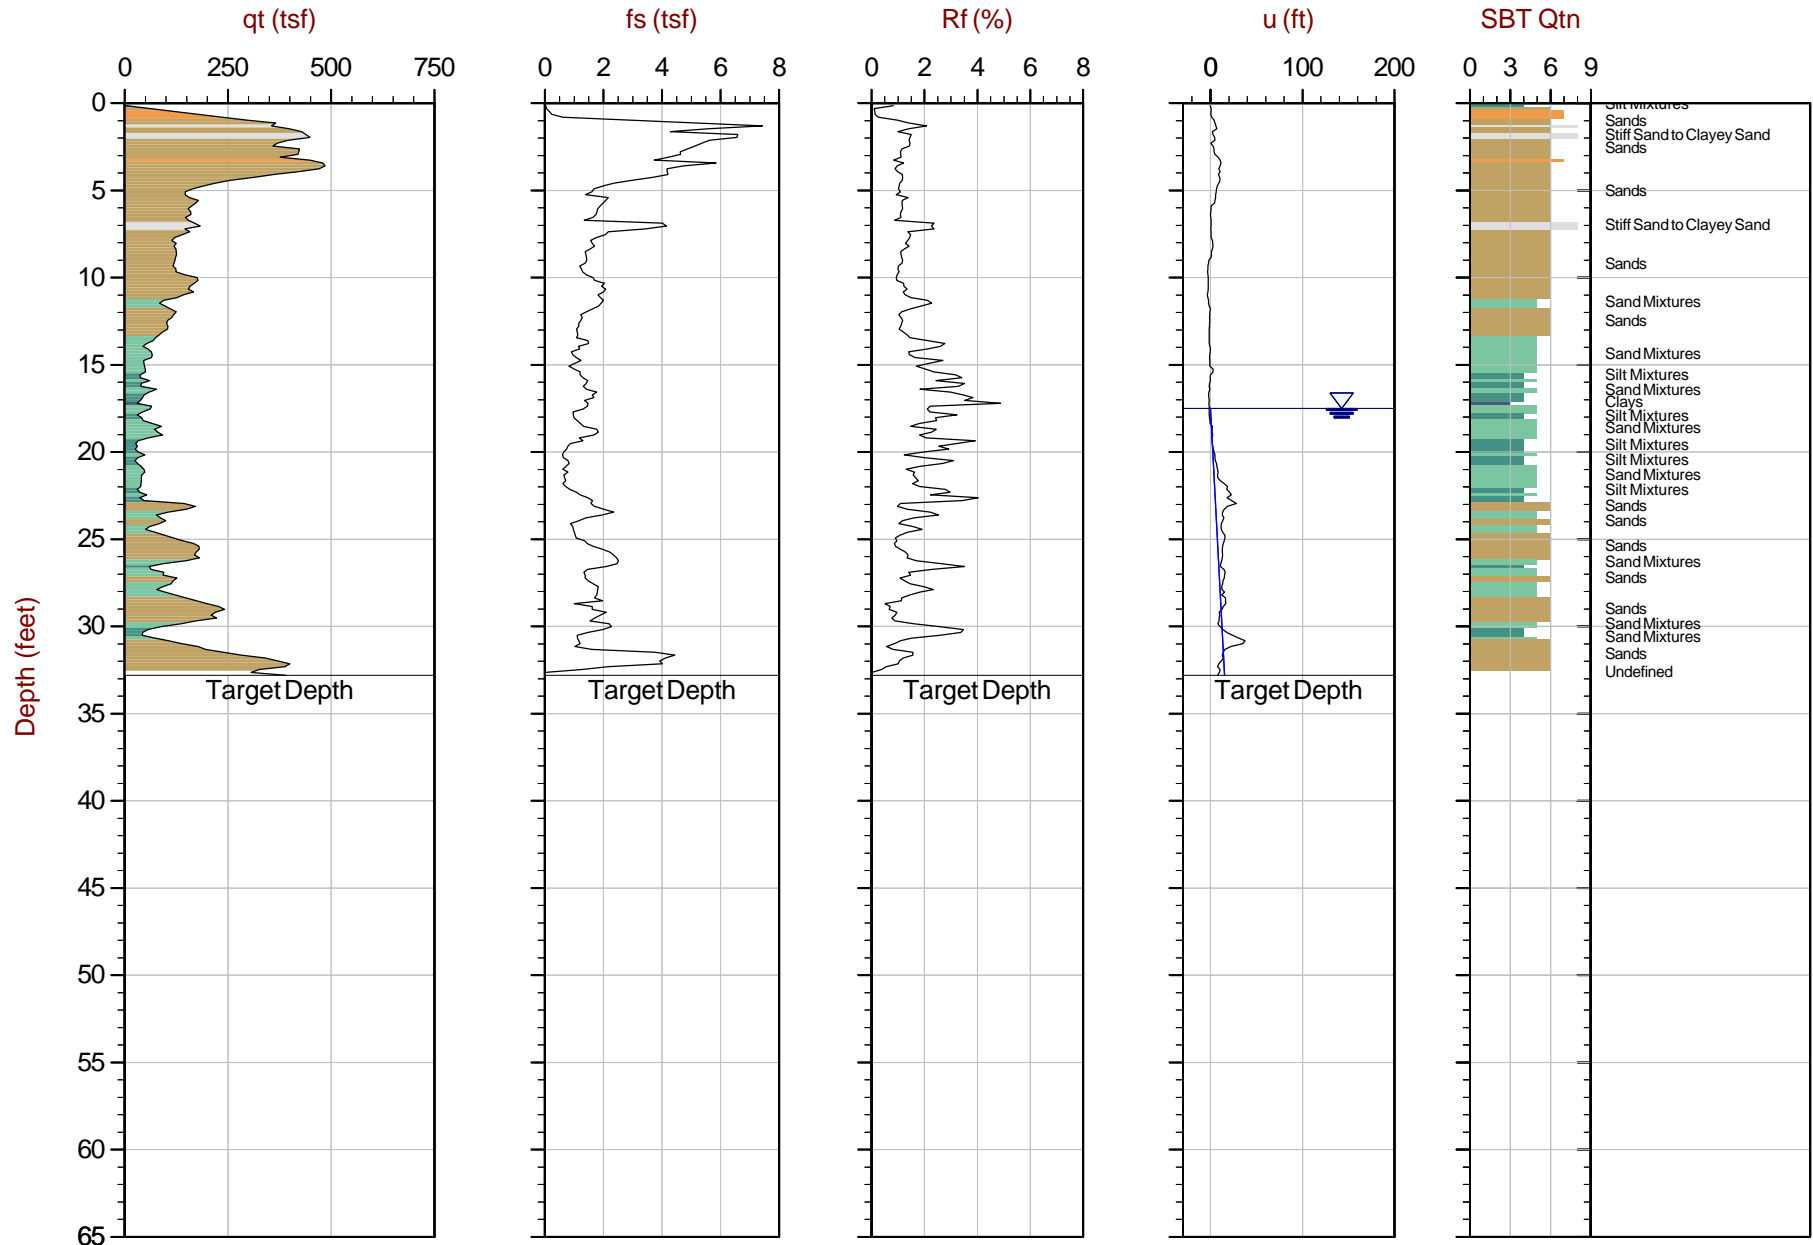 qt (tsf) fs (tsf) Rf (%) u (ft) SBT Qtn
0 250 500 750 0 2 4 6 8 0 2 4 6 8 0 100 200 0 3 6 9
0
Silt Mixtures
Sands
Stiff Sand to Clayey Sand
Sands
5
Sands
Stiff Sand to Clayey Sand
Sands
10
Sand Mixtures
Sands
Sand Mixtures
15
Silt Mixtures
Sand Mixtures
Clays
Silt Mixtures
Sand Mixtures
Silt Mixtures
20
Silt Mixtures
Sand Mixtures
Silt Mixtures
Sands
Sands
25
Sands
Sand Mixtures
Sands
Sands
Sand Mixtures
30
Sand Mixtures
Sands
Undefined
Target Depth Target Depth Target Depth Target Depth
Depth (feet)
35
40
45
50
55
60
65